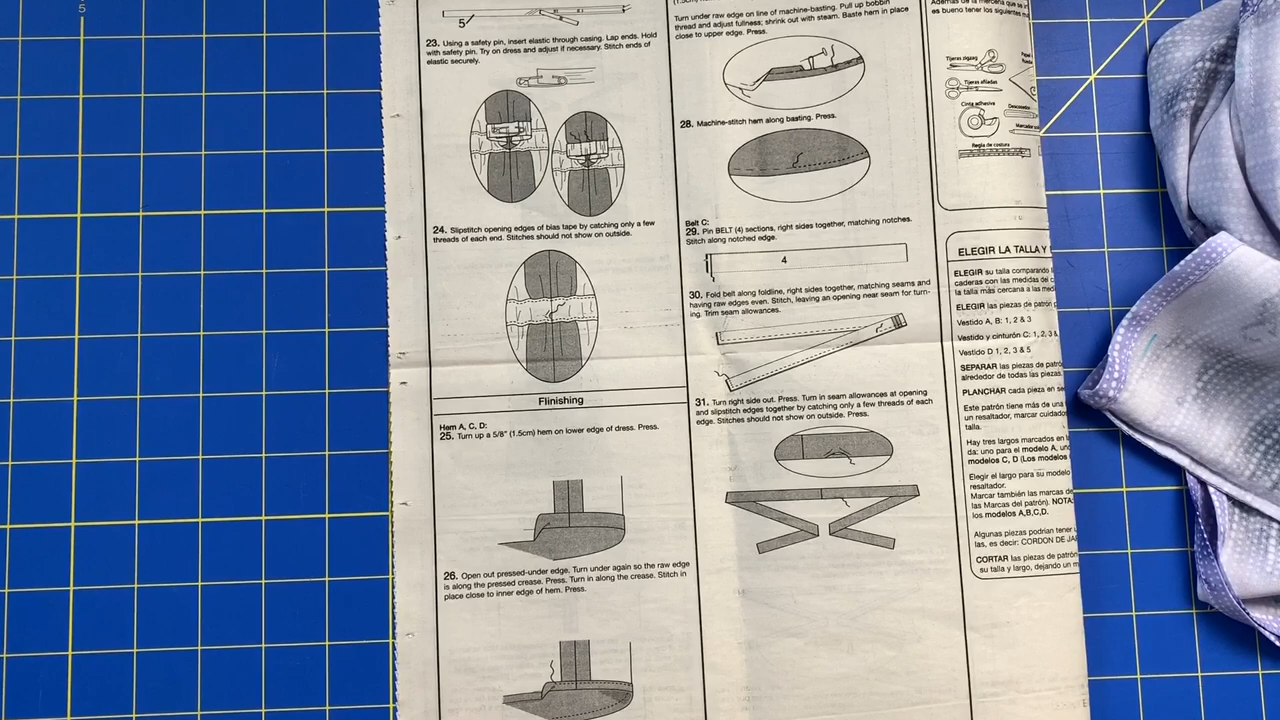 5
5
23. Using a safety pin, insert elastic through casing. Lap ends. Hold
with safety pin. Try on dress and adjust if necessary. Stitch ends of
elastic securely.
24. Slipstitch opening edges of bias tape by catching only a few
threads of each end. Stitches should not show on outside.
Flinishing
Hem A, C, D:
25. Turn up a 5/8" (1.5cm) hem on lower edge of dress. Press.
26. Open out pressed-under edge. Turn under again so the raw edge
is along the pressed crease. Press. Turn in along the crease. Stitch in
place close to inner edge of hem. Press.
Turn under raw edge on line of machine-basting. Pull up bobbin
thread and adjust fullness; shrink out with steam. Baste hem in place
close to upper edge. Press.
28. Machine-stitch hem along basting. Press.
Belt C:
29. Pin BELT (4) sections, right sides together, matching notches.
Stitch along notched edge.
4
30. Fold belt along foldline, right sides together, matching seams and
having raw edges even. Stitch, leaving an opening near seam for turn-
ing. Trim seam allowances.
31. Turn right side out. Press. Turn in seam allowances at opening
and slipstitch edges together by catching only a few threads of each
edge. Stitches should not show on outside. Press.
es bueno tener los siguientes
Tijeras zigzag
Tijeras afiladas
Cinta adhesiva
Marcador
Regla de costura
ELEGIR LA TALLA Y
ELEGIR su talla comparando
caderas con las medidas del
la talla más cercana a las
ELEGIR las piezas de patrón
Vestido A, B: 1, 2 & 3
Vestido y cinturón C: 1, 2, 3 &
Vestido D 1, 2, 3 & 5
SEPARAR las piezas de
alrededor de todas las piezas.
PLANCHAR cada pieza en
Este patrón tiene más de una
un resaltador, marcar
talla.
Hay tres largos marcados en
da: uno para el modelo A,
modelos C, D (Los modelos
Elegir el largo para su modelo
resaltador.
Marcar también las marcas de
las Marcas del patrón). NOTA:
los modelos A,B,C,D.
Algunas piezas podrían tener
las, es decir: CORDON DE
CORTAR las piezas de patrón
su talla y largo, dejando un